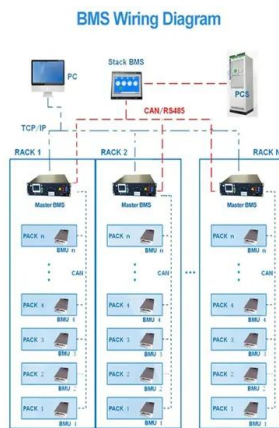 BMS Wiring Diagram
PC
Stack BMS
PCS
CAN/RS485
TCP/IP
RACK 1
RACK 2
RACK N
Master BMS
Master BMS
Master BMS
PACK n
BMU n
PACK n
BMU n
PACK n
BMU n
CAN
CAN
CAN
PACK 4
BMU 4
PACK 4
BMU 4
PACK 4
BMU 4
PACK 3
BMU 3
PACK 3
BMU 3
PACK 3
BMU 3
PACK 2
BMU 2
PACK 2
BMU 2
PACK 2
BMU 2
PACK 1
BMU 1
PACK 1
BMU 1
PACK 1
BMU 1